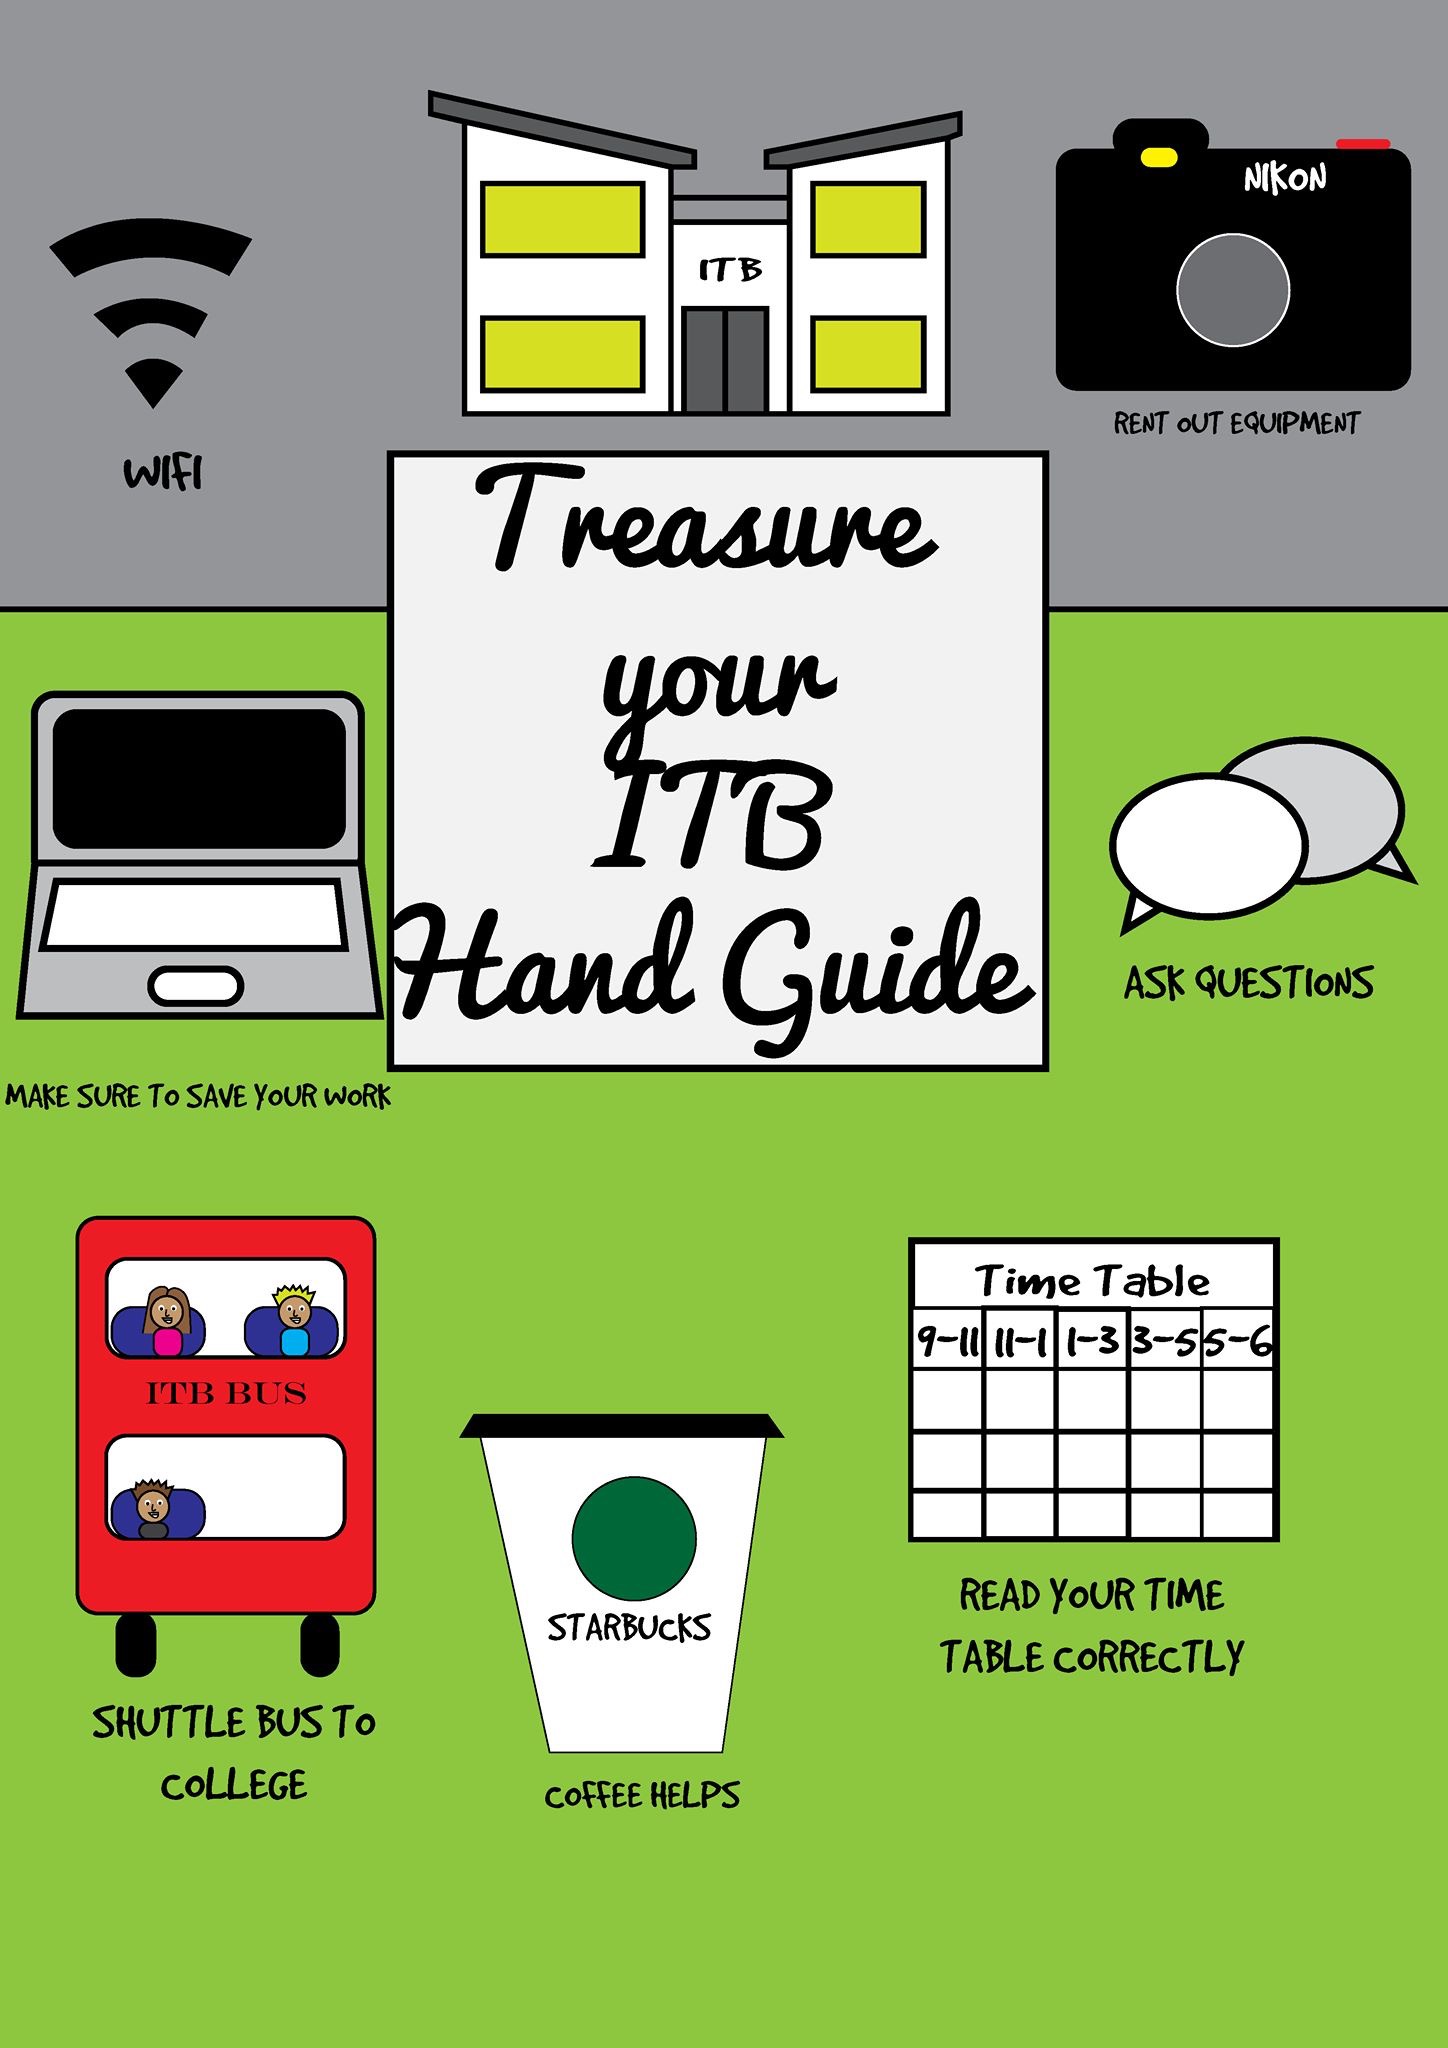 NIKON
ITB
RENT OUT EQUIPMENT
WIFI
Treasure
your
ITB
Hand Guide
ASK QUESTIONS
MAKE SURE TO SAVE YOUR WORK
Time Table
9-11 11-1 1-3 3-5 5-6
ITB BUS
READ YOUR TIME
TABLE CORRECTLY
STARBUCKS
SHUTTLE BUS TO
COLLEGE
COFFEE HELPS